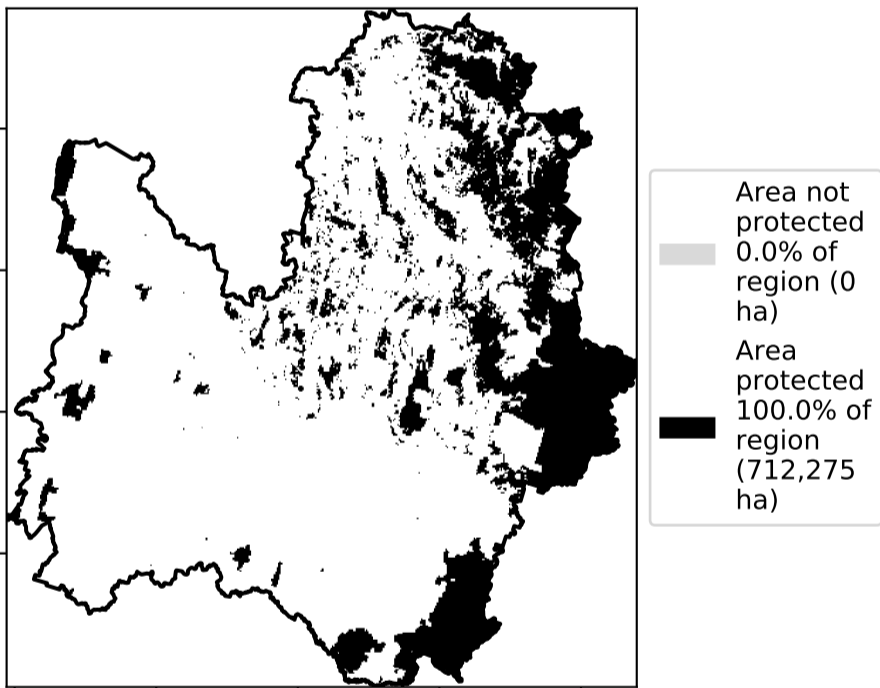 Area not
protected
0.0% of
region (0
ha)
Area
protected
100.0% of
region
(712,275
ha)